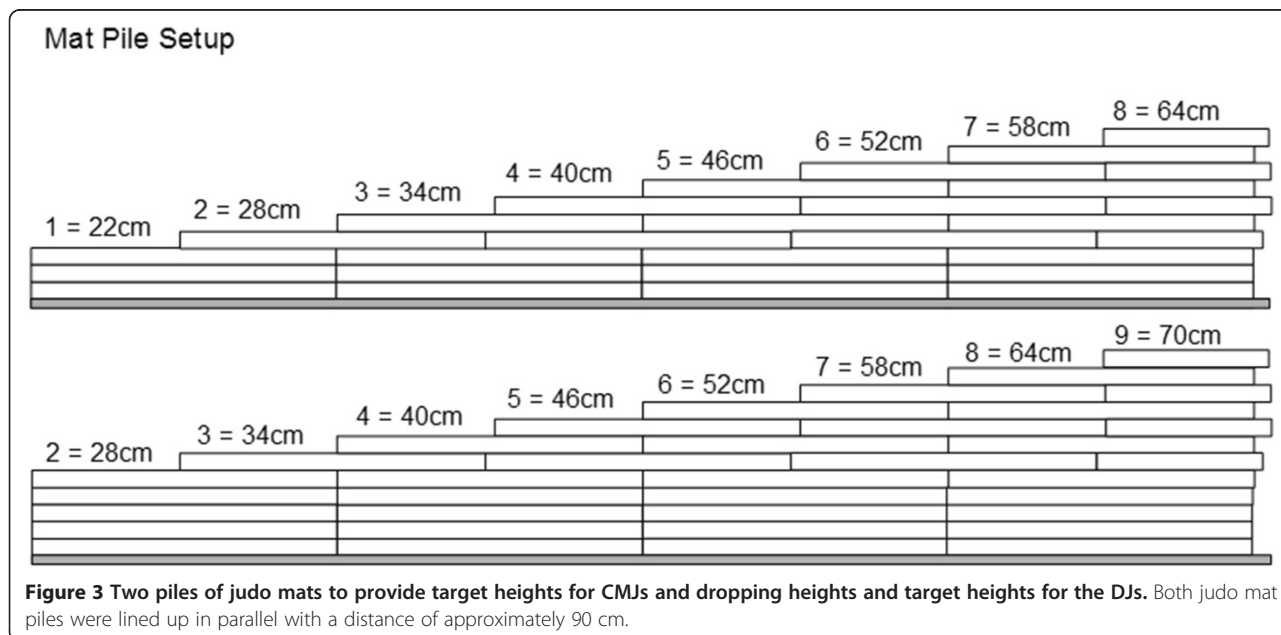 Mat Pile Setup
8 = 64cm
7 = 58cm
6 = 52cm
5 = 46cm
4 = 40cm
3 = 34cm
2 = 28cm
1 = 22cm
9 = 70cm
8 = 64cm
7 = 58cm
6 = 52cm
5 = 46cm
4 = 40cm
3 = 34cm
2 = 28cm
Figure 3 Two piles of judo mats to provide target heights for CMJs and dropping heights and target heights for the DJs. Both judo mat
piles were lined up in parallel with a distance of approximately 90 cm.